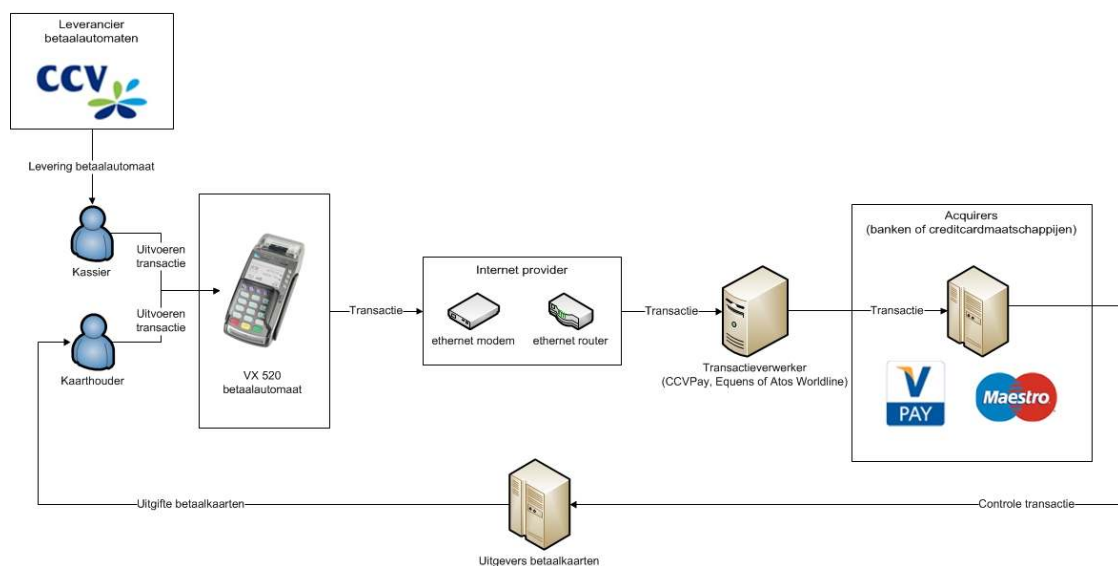 Leverancier
betaalautomaten
CCV
Levering betaalautomaat
Kassier
Uitvoeren
transactie
Uitvoeren
transactie
Kaarthouder
VX 520
betaalautomaat
Transactie
Internet provider
ethernet modem
ethernet router
Transactie
Transactieverwerker
(CCVPay, Equens of Atos Worldline)
Transactie
Acquirers
(banken of creditcardmaatschappijen)
V
PAY
Maestro
Controle transactie
Uitgevers betaalkaarten
Uitgifte betaalkaarten